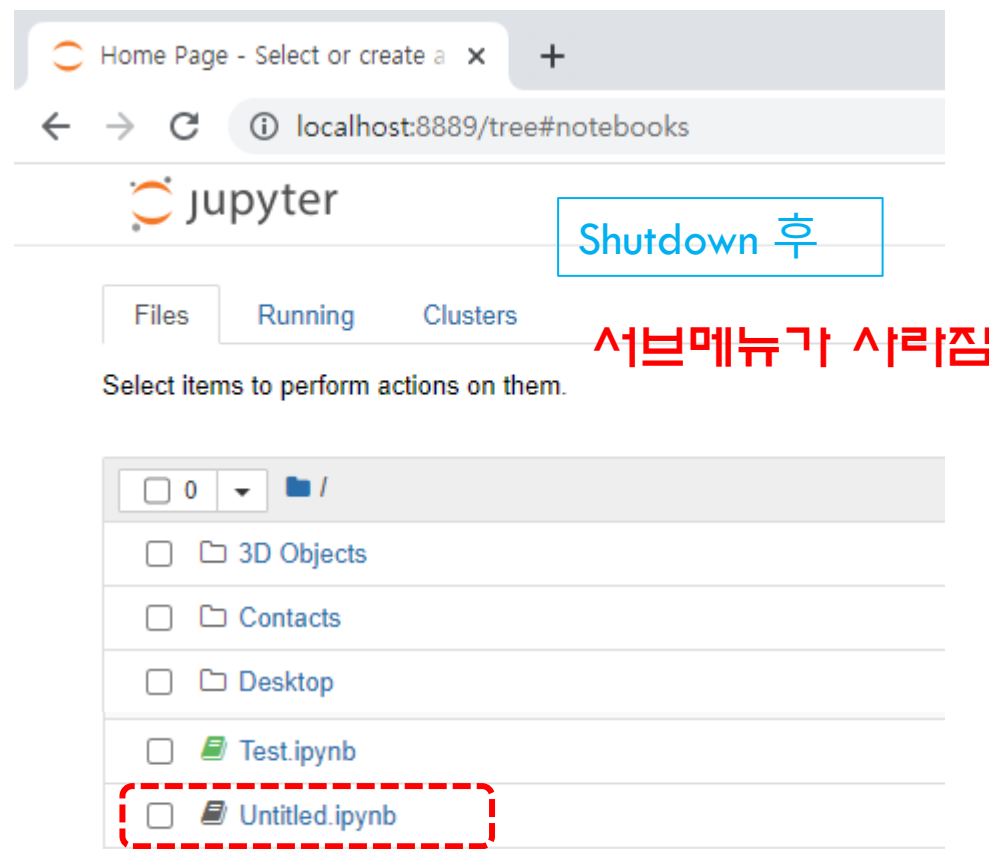 Home Page - Select or create a
localhost:8889/tree#notebooks
jupyter
Shutdown 후
Files Running Clusters
서브메뉴가 사라짐
Select items to perform actions on them.
0 /
3D Objects
Contacts
Desktop
Test.ipynb
Untitled.ipynb